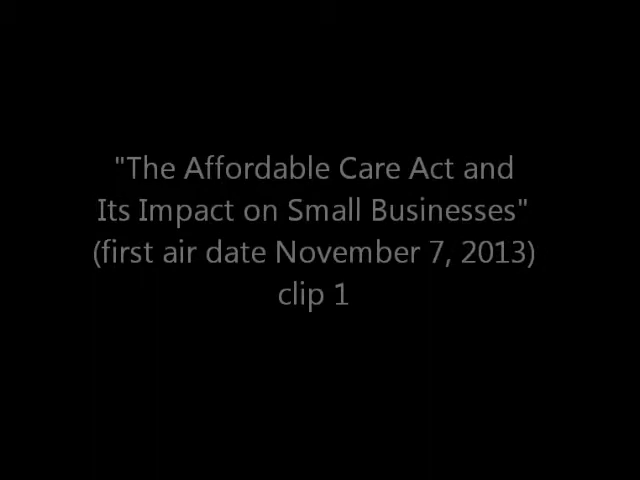 "The Affordable Care Act and
Its Impact on Small Businesses"
(first air date November 7, 2013)
clip 1